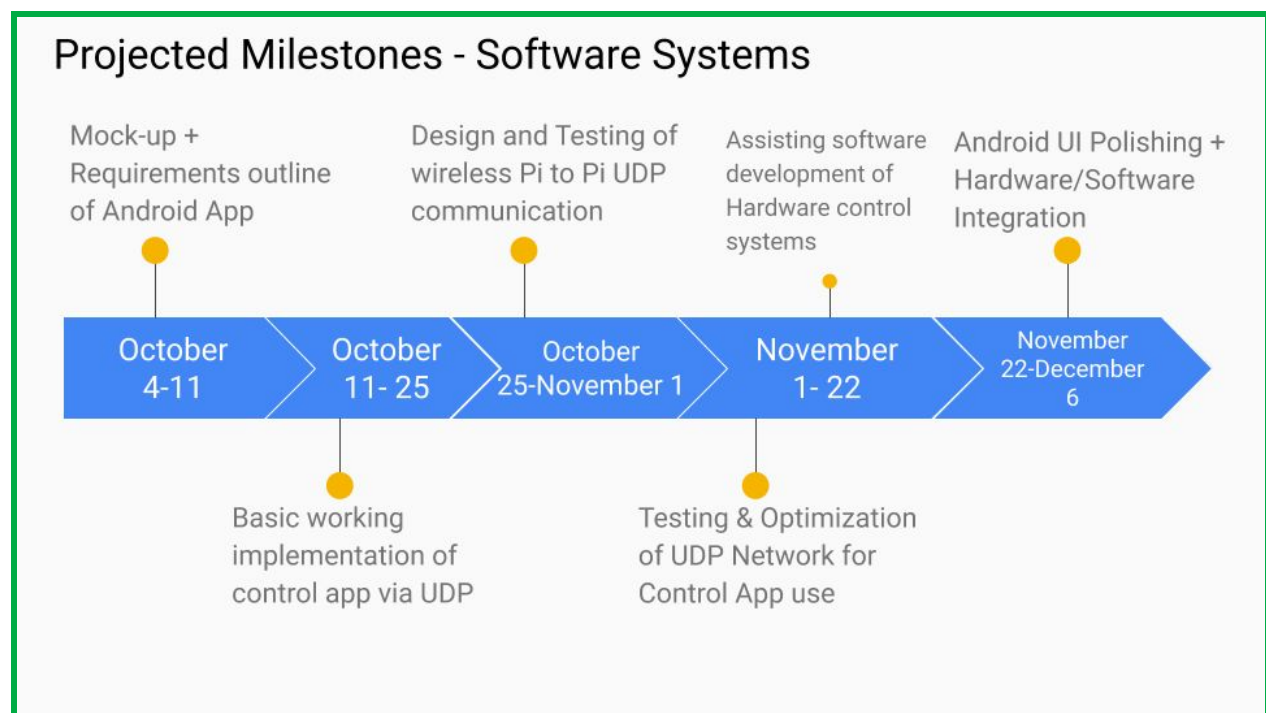 Projected Milestones - Software Systems
Mock-up +
Requirements outline
of Android App
Design and Testing of
wireless Pi to Pi UDP
communication
Assisting software
development of
Hardware control
systems
Android UI Polishing +
Hardware/Software
Integration
October
4-11
October
11- 25
October
25-November 1
November
1- 22
November
22-December
6
Basic working
implementation of
control app via UDP
Testing & Optimization
of UDP Network for
Control App use